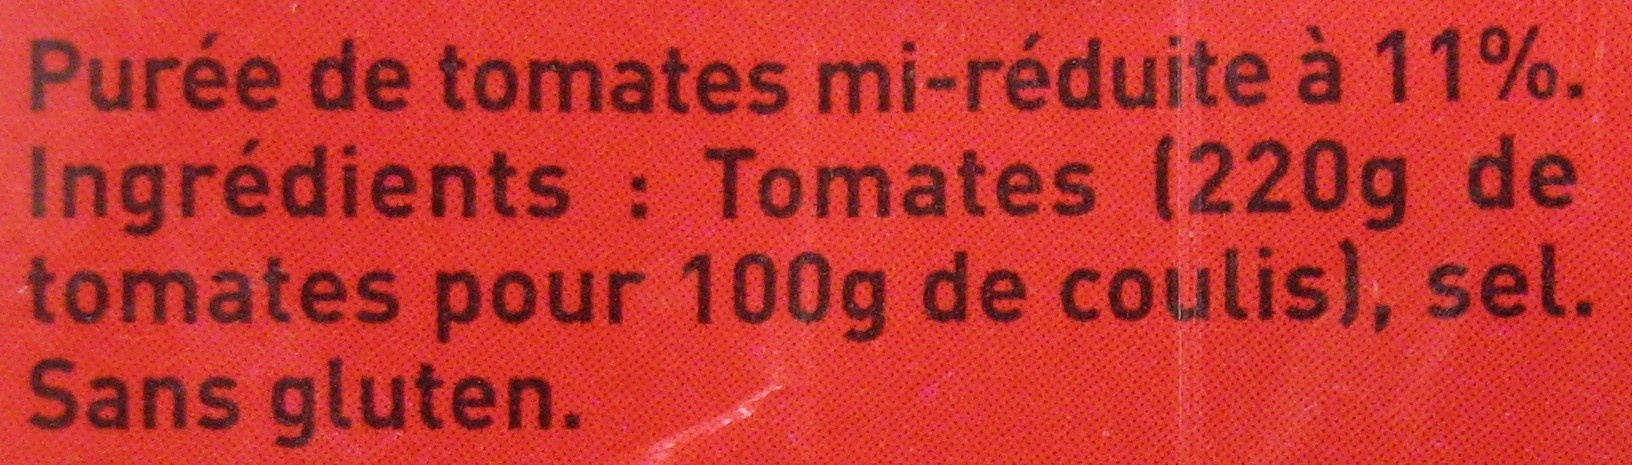 Purée de tomates mi-réduite à 11%.
Ingrédients : Tomates (220g de
tomates pour 100g de coulis), sel.
Sans gluten.